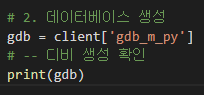 # 2. 데이터베이스 생성
gdb = client['gdb_m_py']
# -- 디비 생성 확인
print(gdb)